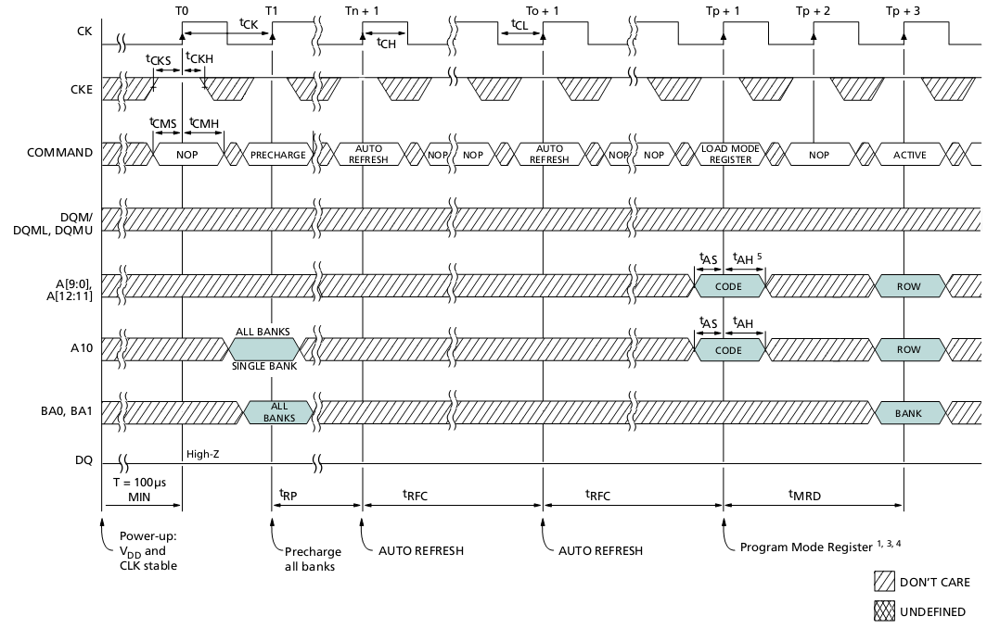 T0 T1 Tn + 1 To + 1 Tp + 1 Tp + 2 Tp + 3
CK
tCK
tCH
tCL
tCKS tCKH
CKE
tCMS tCMH
COMMAND
NOP PRECHARGE AUTO REFRESH NOP NOP AUTO REFRESH NOP NOP LOAD MODE REGISTER NOP ACTIVE
DQM/
DQML, DQMU
tAS tAH 5
A[9:0],
A[12:11]
CODE ROW
tAS tAH
ALL BANKS
A10
CODE ROW
SINGLE BANK
BA0, BA1
ALL
BANKS
BANK
DQ
High-Z
T = 100µs
MIN
tRP tRFC tRFC tMRD
Power-up:
VDD and
CLK stable
Precharge
all banks
AUTO REFRESH
AUTO REFRESH
Program Mode Register 1, 3, 4
DON'T CARE
UNDEFINED